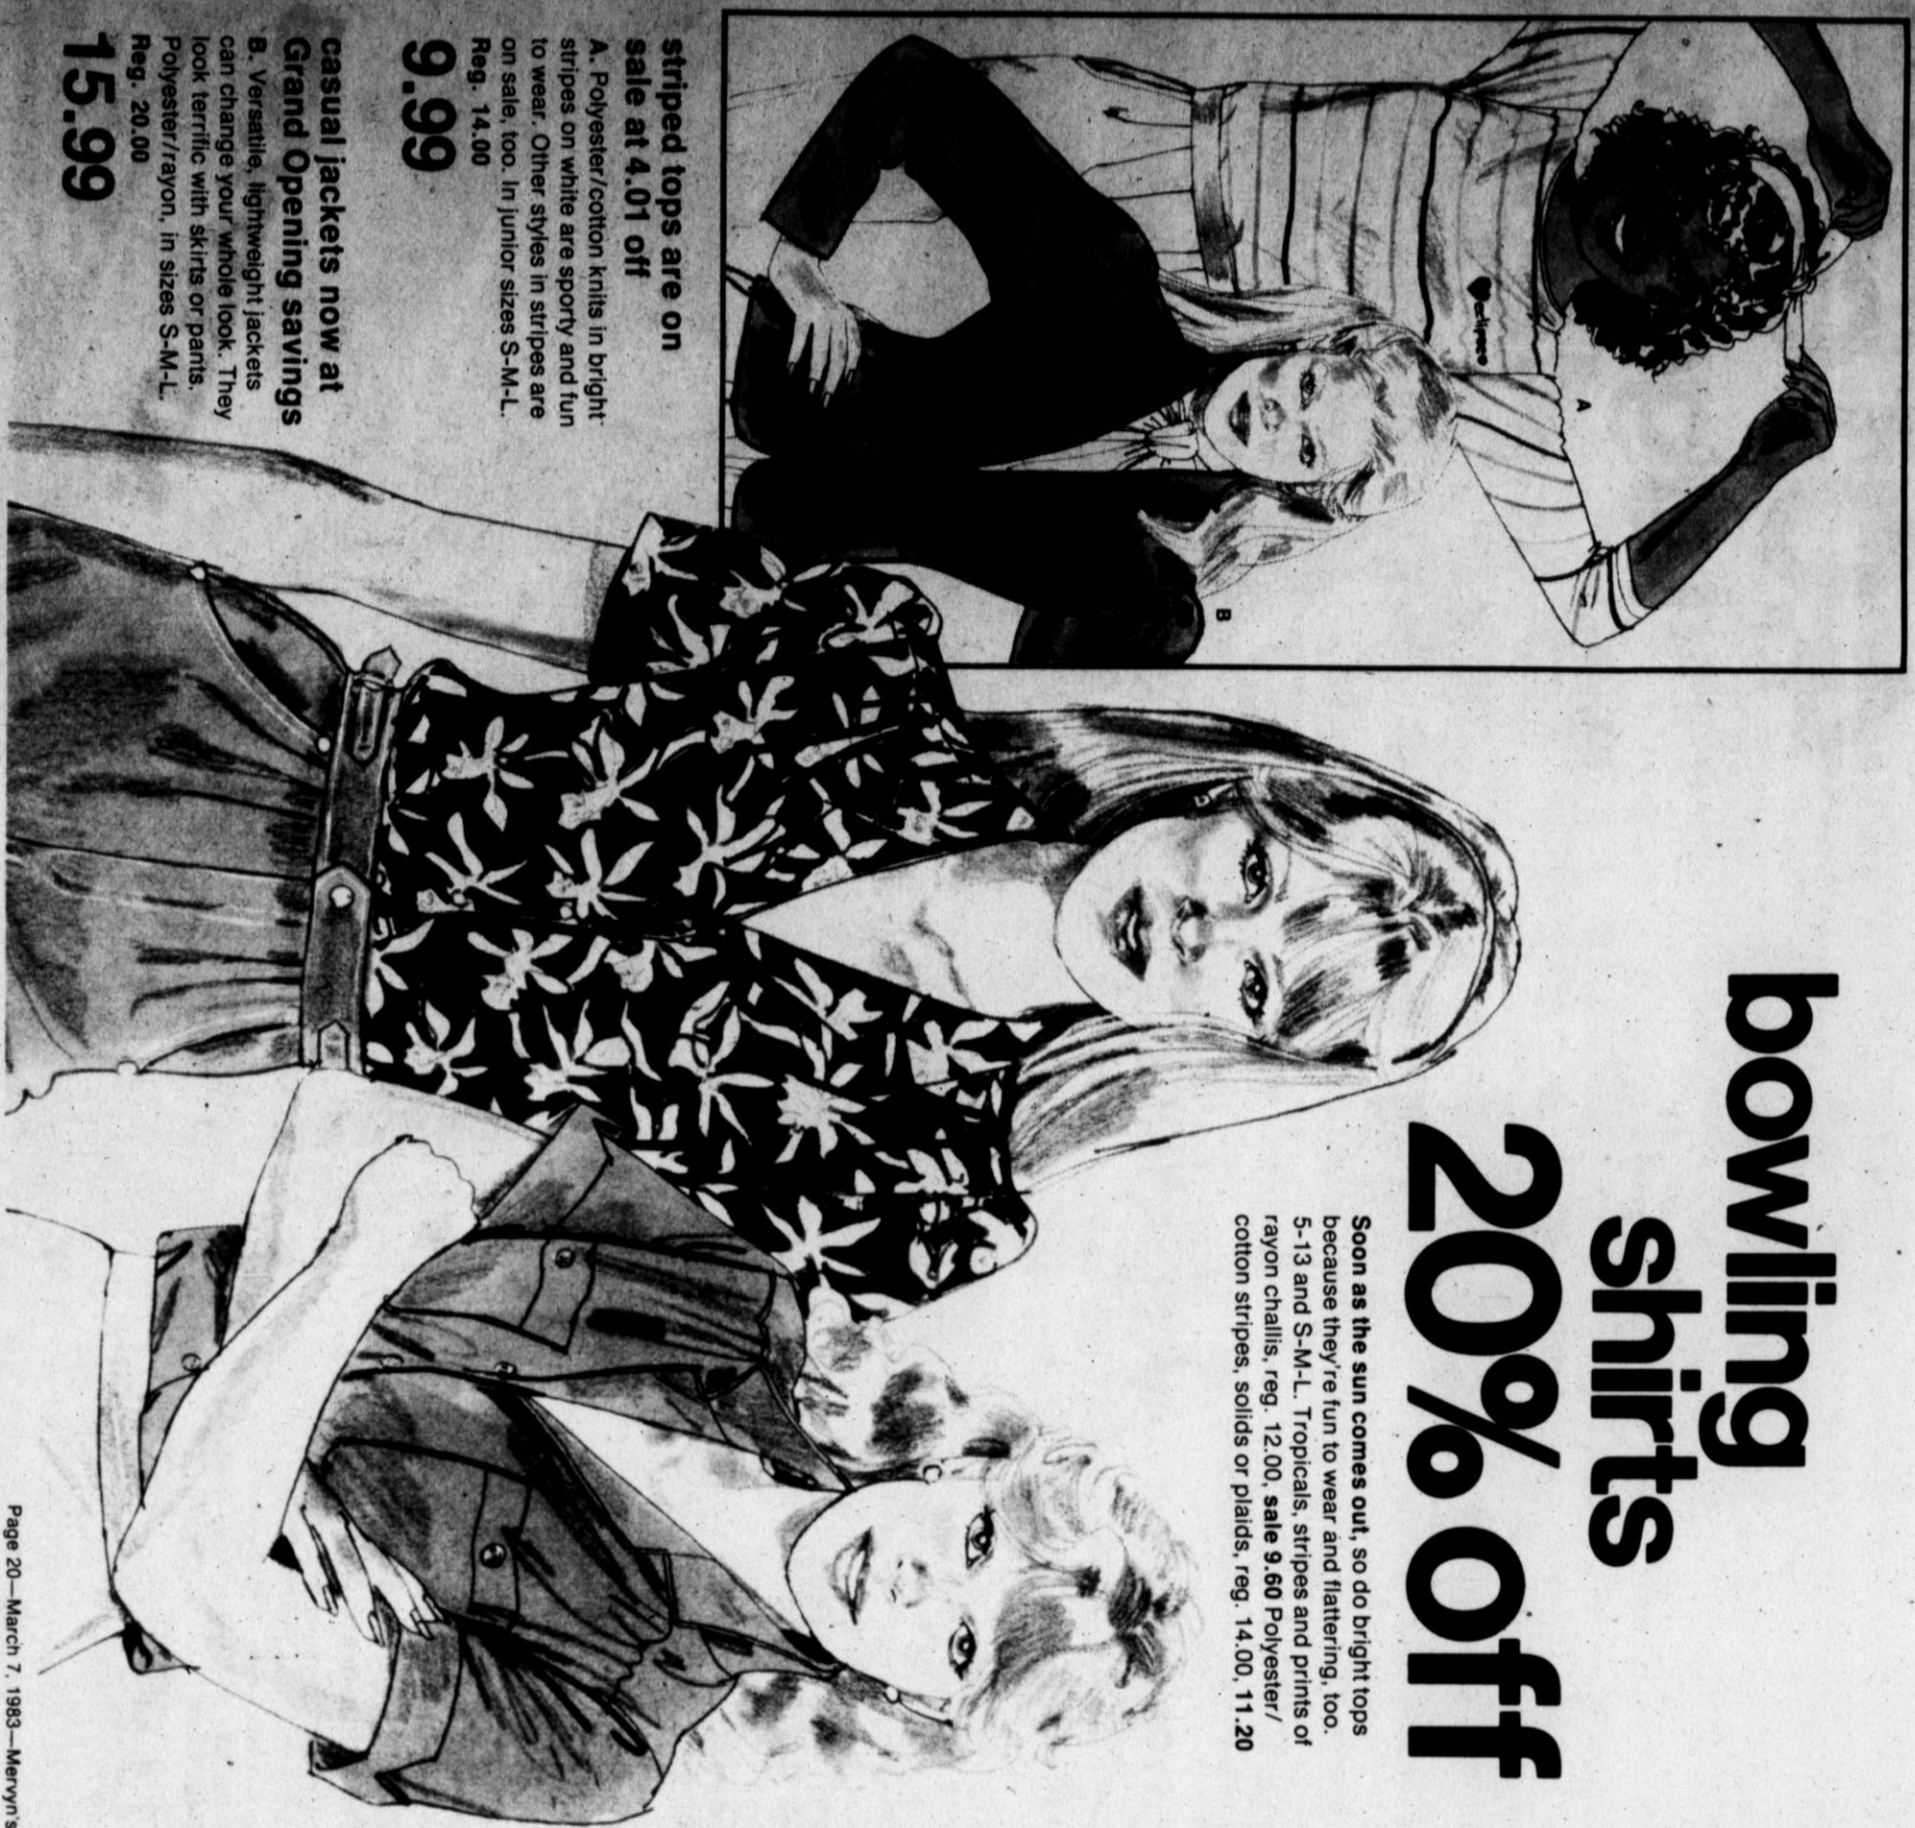 bowling
shirts
20% off
Soon as the sun comes out, so do bright tops
because they're fun to wear and flattering, too.
5-13 and S-M-L. Tropicals, stripes and prints of
rayon challis, reg. 12.00, sale 9.60 Polyester/
cotton stripes, solids or plaids, reg. 14.00, 11.20
A
B
striped tops are on
sale at 4.01 off
A. Polyester/cotton knits in bright
stripes on white are sporty and fun
to wear. Other styles in stripes are
on sale, too. In junior sizes S-M-L.
Reg. 14.00
9.99
casual jackets now at
Grand Opening savings
B. Versatile, lightweight jackets
can change your whole look. They
look terrific with skirts or pants.
Polyester/rayon, in sizes S-M-L.
Reg. 20.00
15.99
Page 20—March 7, 1983—Mervyn's